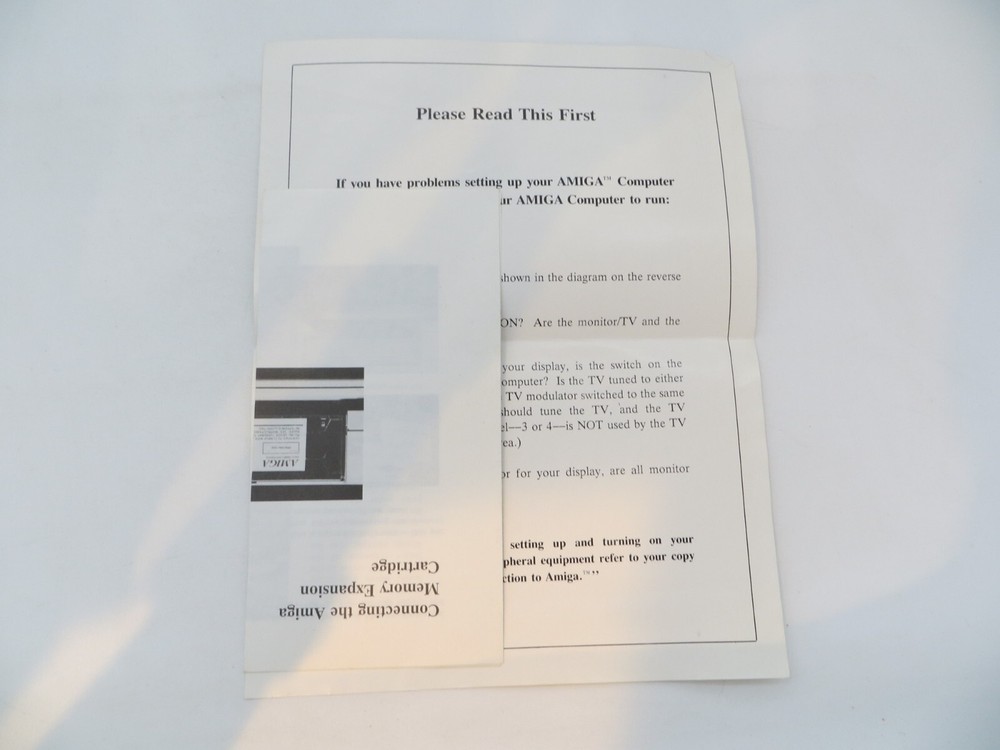 Please Read This First
If you have problems setting up your AMIGA™ Computer
ur AMIGA Computer to run:
shown in the diagram on the reverse
ON? Are the monitor/TV and the
your display, is the switch on the
omputer? Is the TV tuned to either
TV modulator switched to the same
should tune the TV, and the TV
el—3 or 4—is NOT used by the TV
ea.)
or for your display, are all monitor
setting up and turning on your
pheral equipment refer to your copy
ction to Amiga.™”
Connecting the Amiga
Memory Expansion
Cartridge
AMIGA